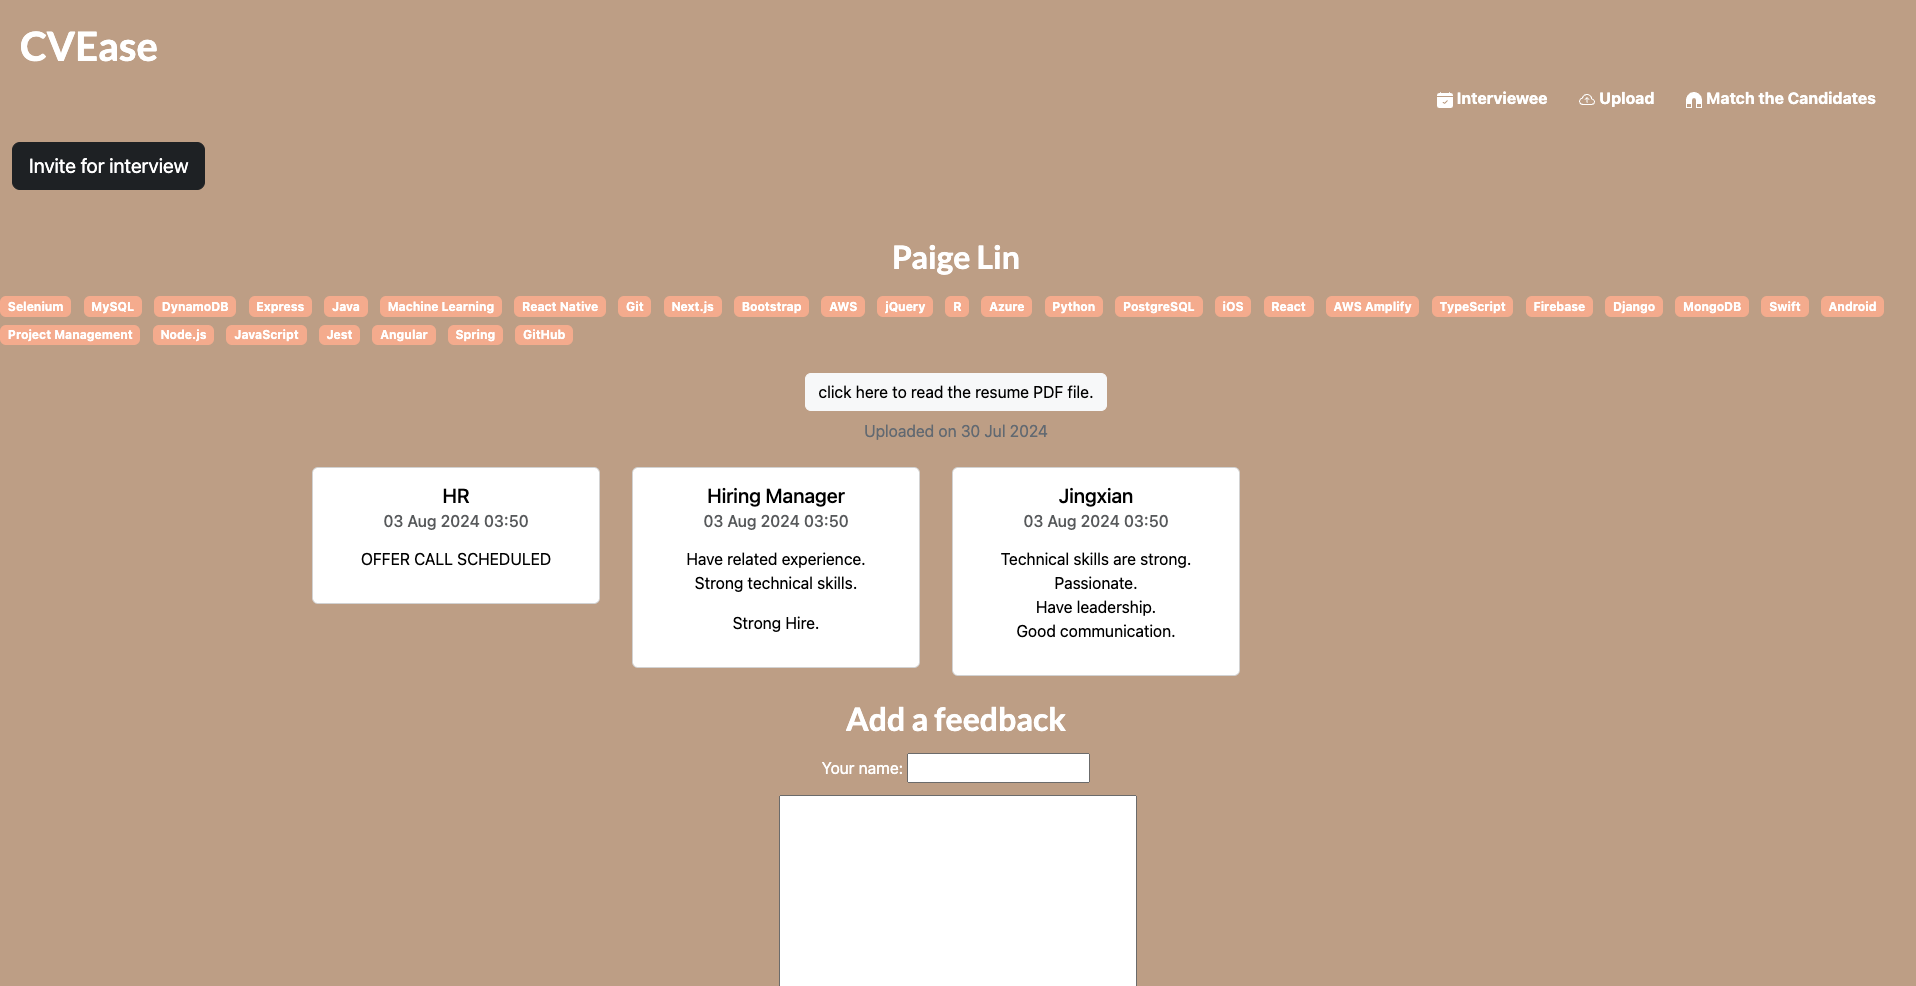 CVEase
Interviewee Upload Match the Candidates
Invite for interview
Paige Lin
Selenium MySQL DynamoDB Express Java Machine Learning React Native Git Next.js Bootstrap AWS jQuery R Azure Python PostgreSQL iOS React AWS Amplify TypeScript Firebase Django MongoDB Swift Android
Project Management Node.js JavaScript Jest Angular Spring GitHub
click here to read the resume PDF file.
Uploaded on 30 Jul 2024
HR
03 Aug 2024 03:50
OFFER CALL SCHEDULED
Hiring Manager
03 Aug 2024 03:50
Have related experience.
Strong technical skills.
Strong Hire.
Jingxian
03 Aug 2024 03:50
Technical skills are strong.
Passionate.
Have leadership.
Good communication.
Add a feedback
Your name: